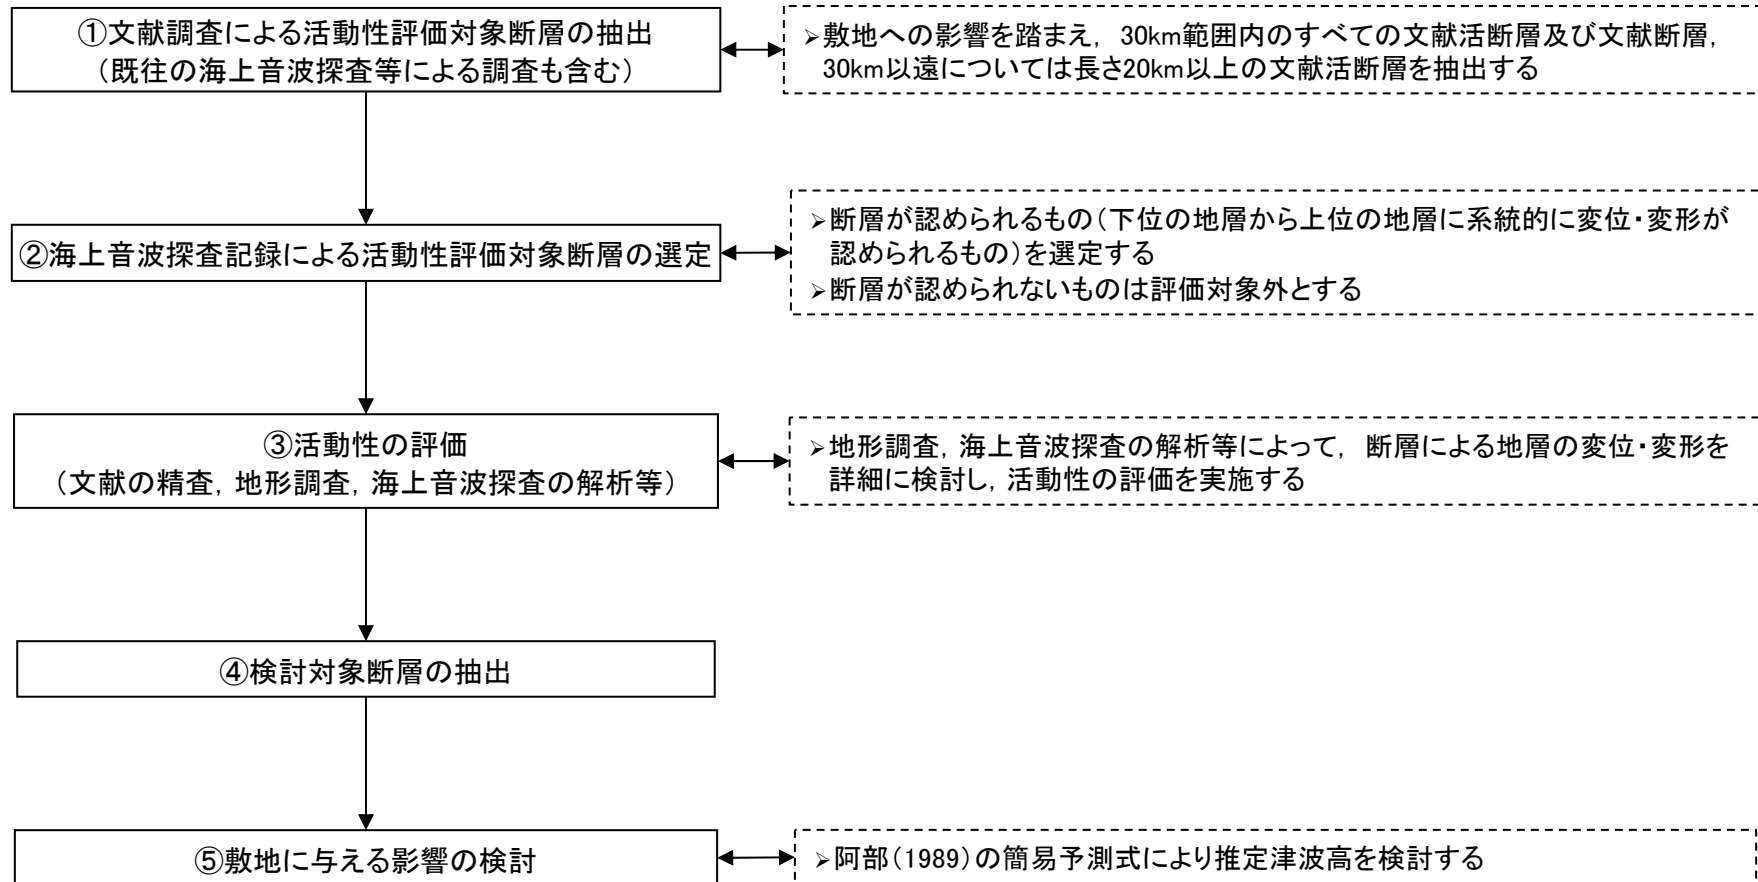 ①文献調査による活動性評価対象断層の抽出
（既往の海上音波探査等による調査も含む）
➢敷地への影響を踏まえ，30km範囲内のすべての文献活断層及び文献断層，
30km以遠については長さ20km以上の文献活断層を抽出する
②海上音波探査記録による活動性評価対象断層の選定
➢断層が認められるもの（下位の地層から上位の地層に系統的に変位・変形が
認められるもの）を選定する
➢断層が認められないものは評価対象外とする
③活動性の評価
（文献の精査，地形調査，海上音波探査の解析等）
➢地形調査，海上音波探査の解析等によって，断層による地層の変位・変形を
詳細に検討し，活動性の評価を実施する
④検討対象断層の抽出
⑤敷地に与える影響の検討
➢阿部（1989）の簡易予測式により推定津波高を検討する